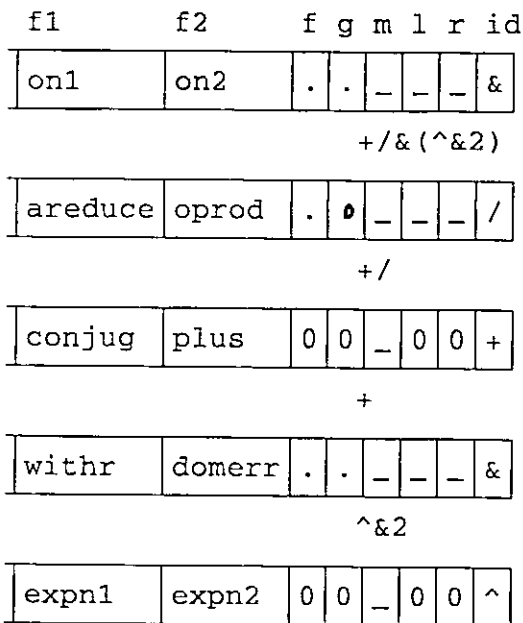 f1 f2 f g m l r id
on1 on2 . . _ _ _ &
+/&(^&2)
areduce oprod . 0 _ _ _ /
+/
conjug plus 0 0 _ 0 0 +
+
withr domerr . . _ _ _ &
^&2
expn1 expn2 0 0 _ 0 0 ^